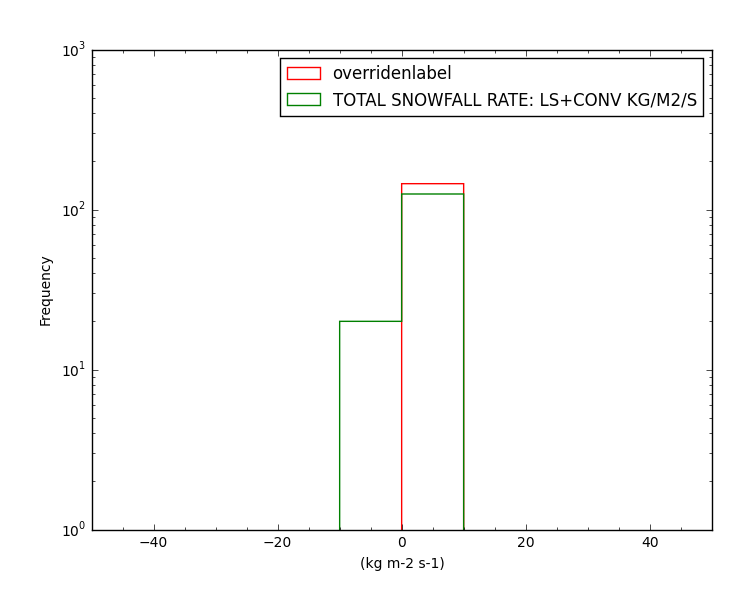 overridenlabel
TOTAL SNOWFALL RATE: LS+CONV KG/M2/S
10³
10²
10¹
10⁰
Frequency
−40 −20 0 20 40
(kg m-2 s-1)